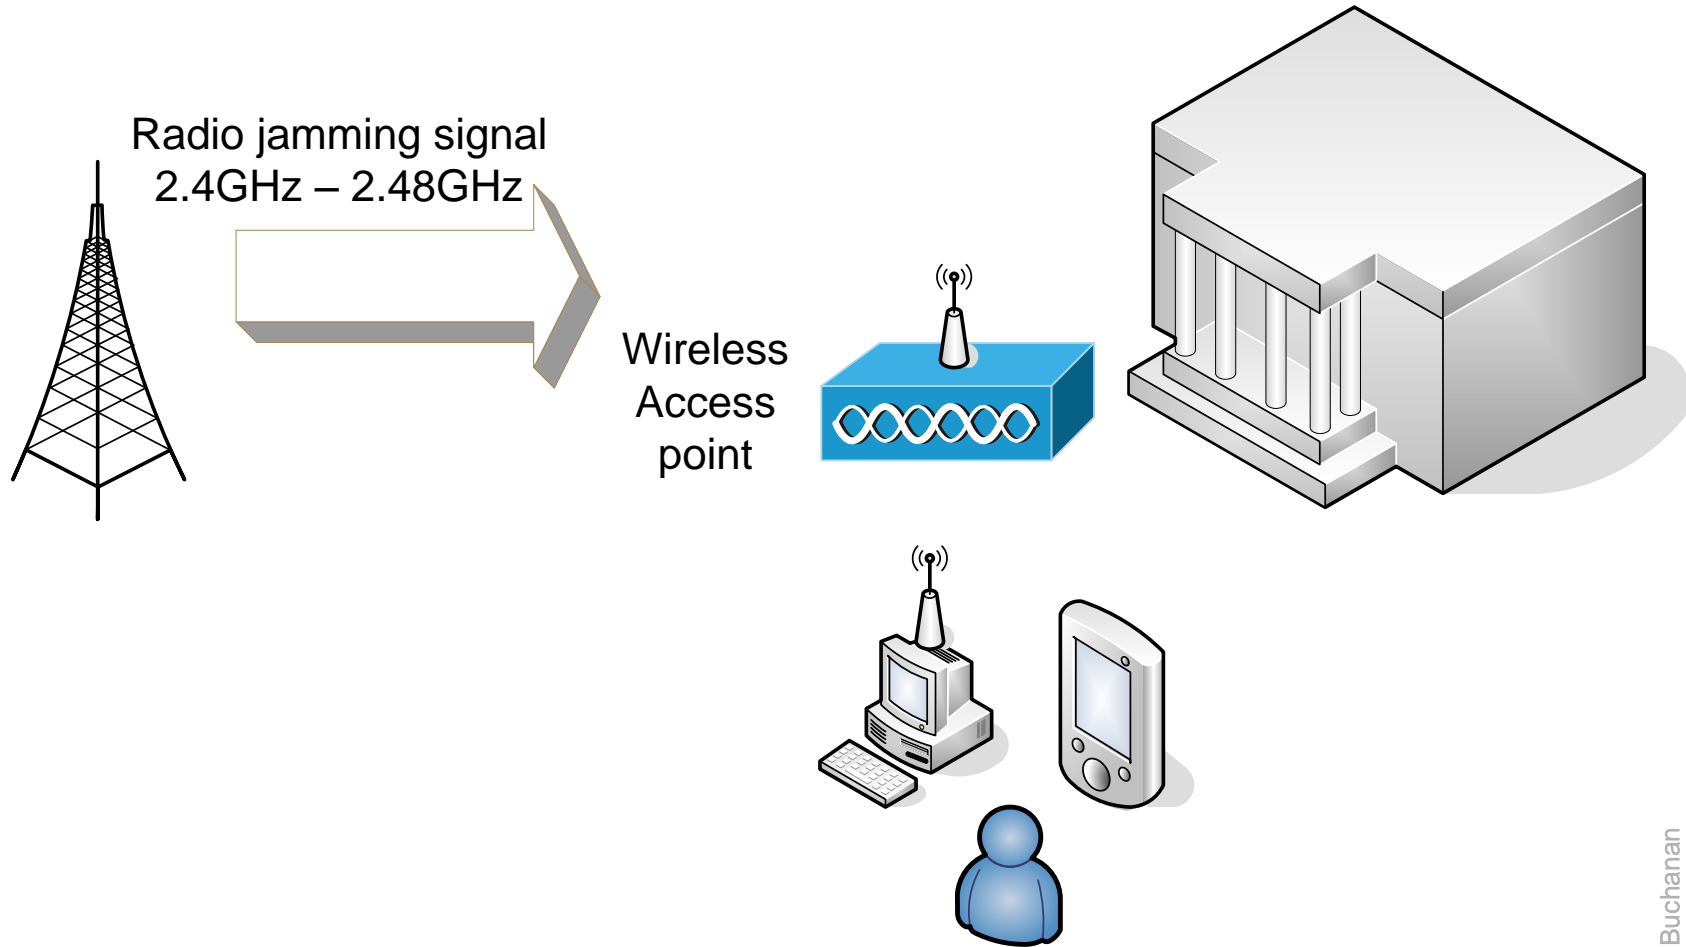 Radio jamming signal
2.4GHz – 2.48GHz
Wireless
Access
point
Buchanan